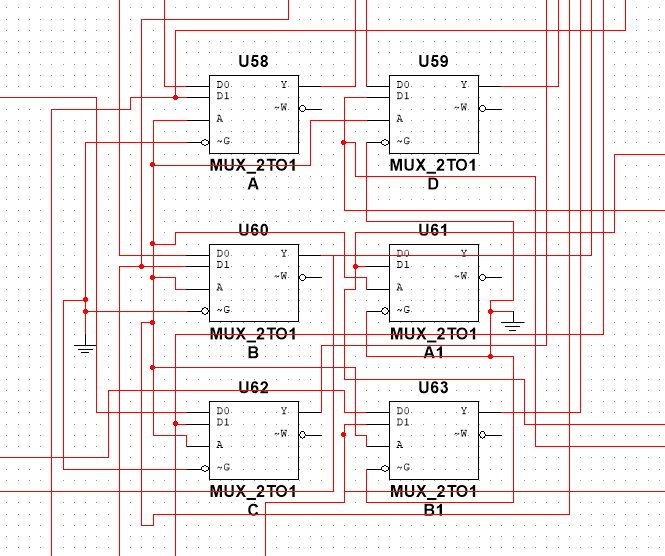 U58 U59
D0 Y D0 Y
D1 D1
~W ~W
A A
~G ~G
MUX_2TO1 MUX_2TO1
A D
U60 U61
D0 Y D0 Y
D1 D1
~W ~W
A A
~G ~G
MUX_2TO1 MUX_2TO1
B A1
U62 U63
D0 Y D0 Y
D1 D1
~W ~W
A A
~G ~G
MUX_2TO1 MUX_2TO1
C B1